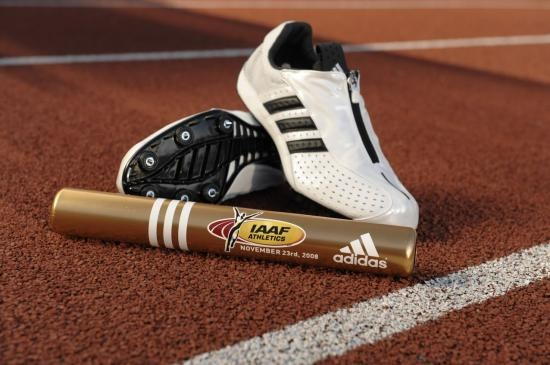 IAAF
ATHLETICS
NOVEMBER 23rd, 2008
adidas